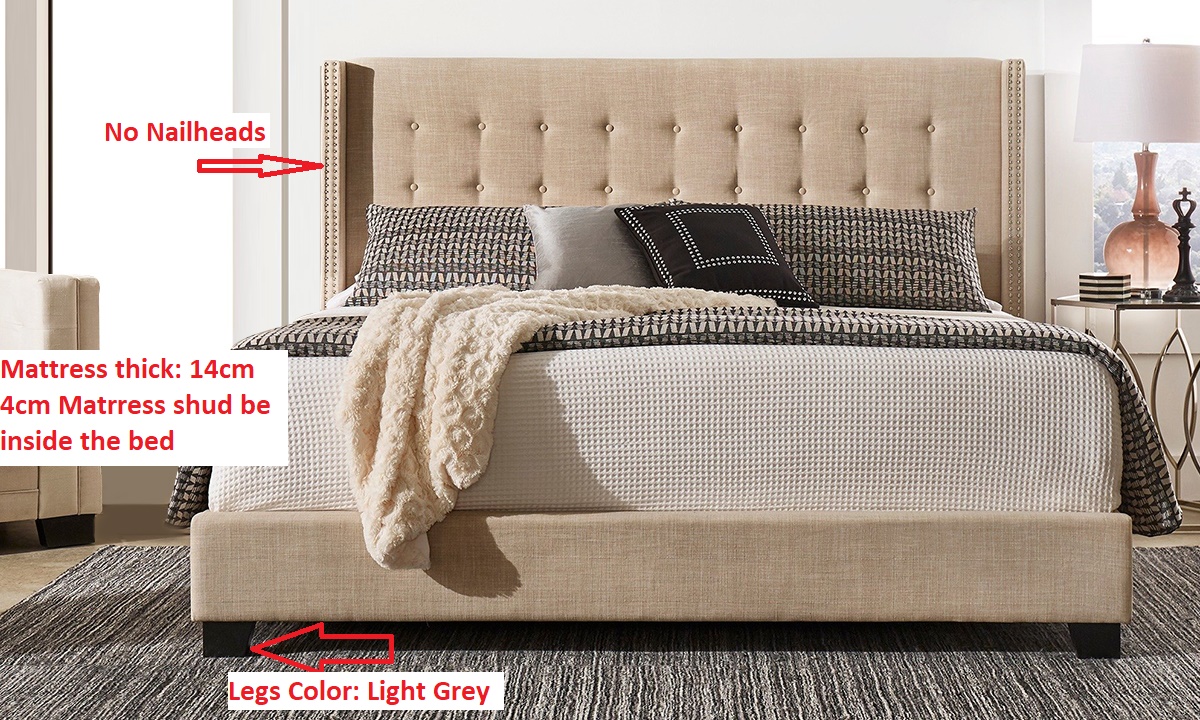 No Nailheads
Mattress thick: 14cm
4cm Matrress shud be
inside the bed
Legs Color: Light Grey